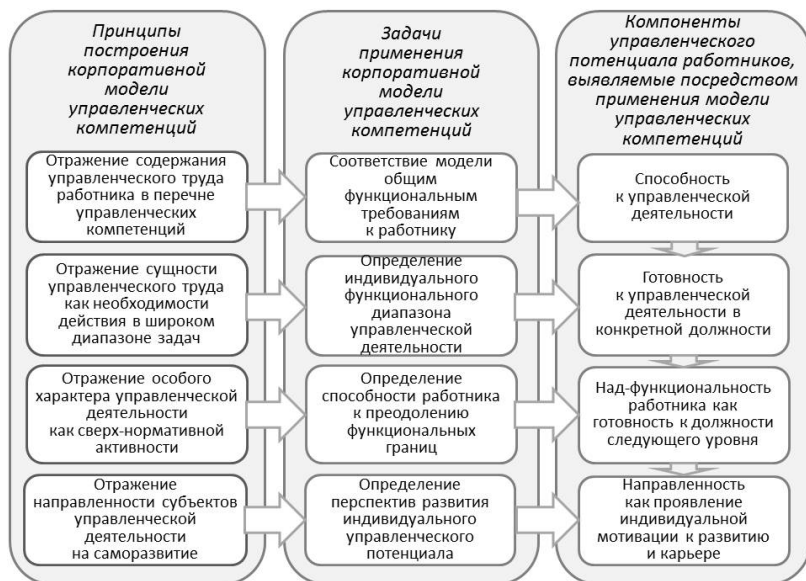 Принципы
построения
корпоративной
модели
управленческих
компетенций
Отражение содержания
управленческого труда
работника в перечне
управленческих
компетенций
Отражение сущности
управленческого труда
как необходимости
действия в широком
диапазоне задач
Отражение особого
характера управленческой
деятельности
как сверх-нормативной
активности
Отражение
направленности субъектов
управленческой
деятельности
на саморазвитие
Задачи
применения
корпоративной
модели
управленческих
компетенций
Соответствие модели
общим
функциональным
требованиям
к работнику
Определение
индивидуального
функционального
диапазона
управленческой
деятельности
Определение
способности работника
к преодолению
функциональных
границ
Определение
перспектив развития
индивидуального
управленческого
потенциала
Компоненты
управленческого
потенциала работников,
выявляемые посредством
применения модели
управленческих
компетенций
Способность
к управленческой
деятельности
Готовность
к управленческой
деятельности в
конкретной должности
Над-функциональность
работника как
готовность к должности
следующего уровня
Направленность
как проявление
индивидуальной
мотивации к развитию
и карьере